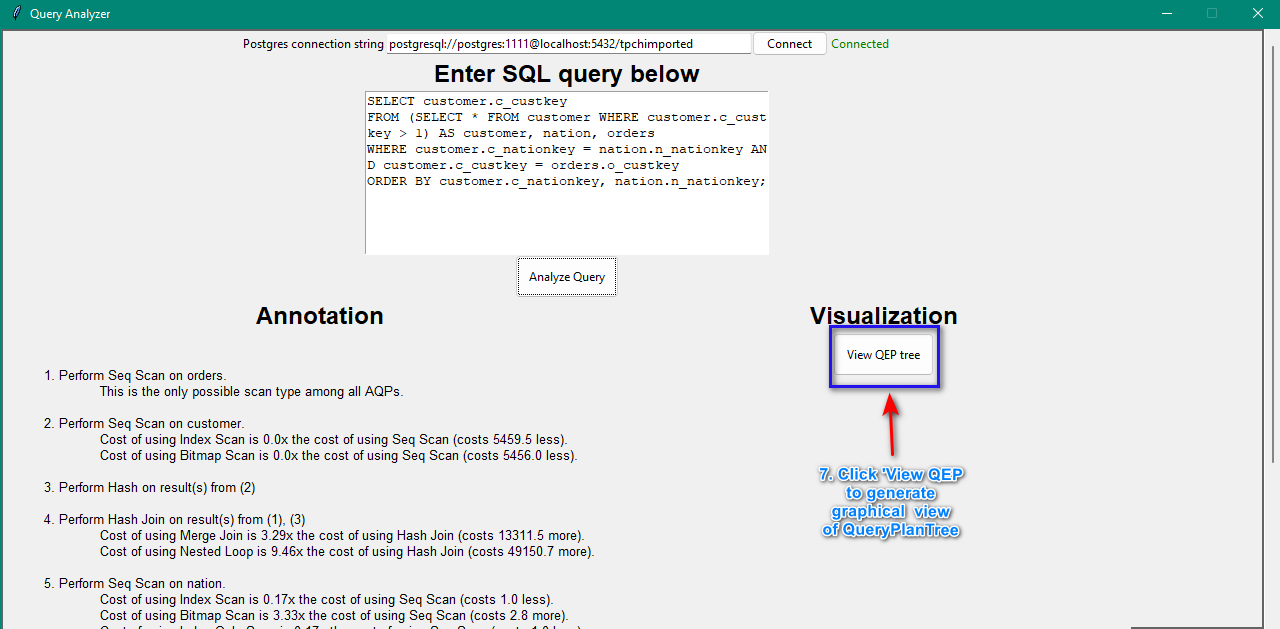 Query Analyzer
Postgres connection string postgresql://postgres:1111@localhost:5432/tpchimported Connect Connected
Enter SQL query below
SELECT customer.c_custkey
FROM (SELECT * FROM customer WHERE customer.c_cust
key > 1) AS customer, nation, orders
WHERE customer.c_nationkey = nation.n_nationkey AN
D customer.c_custkey = orders.o_custkey
ORDER BY customer.c_nationkey, nation.n_nationkey;
Analyze Query
Annotation
1. Perform Seq Scan on orders.
This is the only possible scan type among all AQPs.
2. Perform Seq Scan on customer.
Cost of using Index Scan is 0.0x the cost of using Seq Scan (costs 5459.5 less).
Cost of using Bitmap Scan is 0.0x the cost of using Seq Scan (costs 5456.0 less).
3. Perform Hash on result(s) from (2)
4. Perform Hash Join on result(s) from (1), (3)
Cost of using Merge Join is 3.29x the cost of using Hash Join (costs 13311.5 more).
Cost of using Nested Loop is 9.46x the cost of using Hash Join (costs 49150.7 more).
5. Perform Seq Scan on nation.
Cost of using Index Scan is 0.17x the cost of using Seq Scan (costs 1.0 less).
Cost of using Bitmap Scan is 3.33x the cost of using Seq Scan (costs 2.8 more).
Visualization
View QEP tree
7. Click 'View QEP
to generate
graphical view
of QueryPlanTree